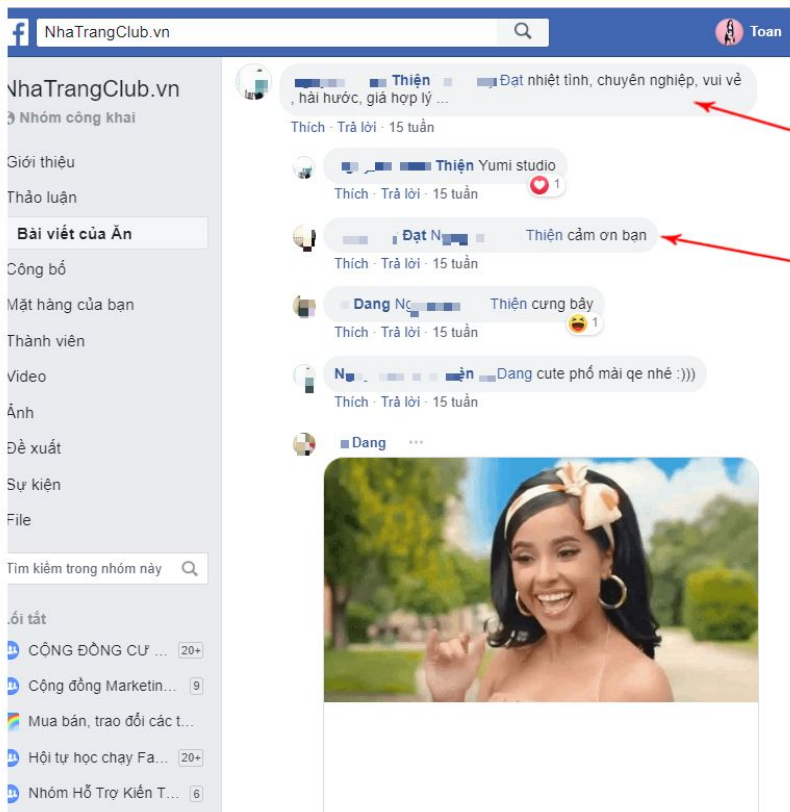 NhaTrangClub.vn
Toan
NhaTrangClub.vn
Nhóm công khai
Giới thiệu
Thảo luận
Bài viết của Ăn
Công bố
Mặt hàng của bạn
Thành viên
Video
Ảnh
Đề xuất
Sự kiện
File
Tìm kiếm trong nhóm này
Lối tắt
CỘNG ĐỒNG CƯ ... 20+
Cộng đồng Marketin... 9
Mua bán, trao đổi các t...
Hội tự học chạy Fa... 20+
Nhóm Hỗ Trợ Kiến T... 6
Thiện Đạt nhiệt tình, chuyên nghiệp, vui vẻ
, hài hước, giá hợp lý ...
Thích · Trả lời · 15 tuần
Thiện Yumi studio
1
Thích · Trả lời · 15 tuần
Đạt Thiện cảm ơn bạn
Thích · Trả lời · 15 tuần
Dang Thiện cưng bây
1
Thích · Trả lời · 15 tuần
Dang cute phố mài qe nhé :)))
Thích · Trả lời · 15 tuần
Dang ...